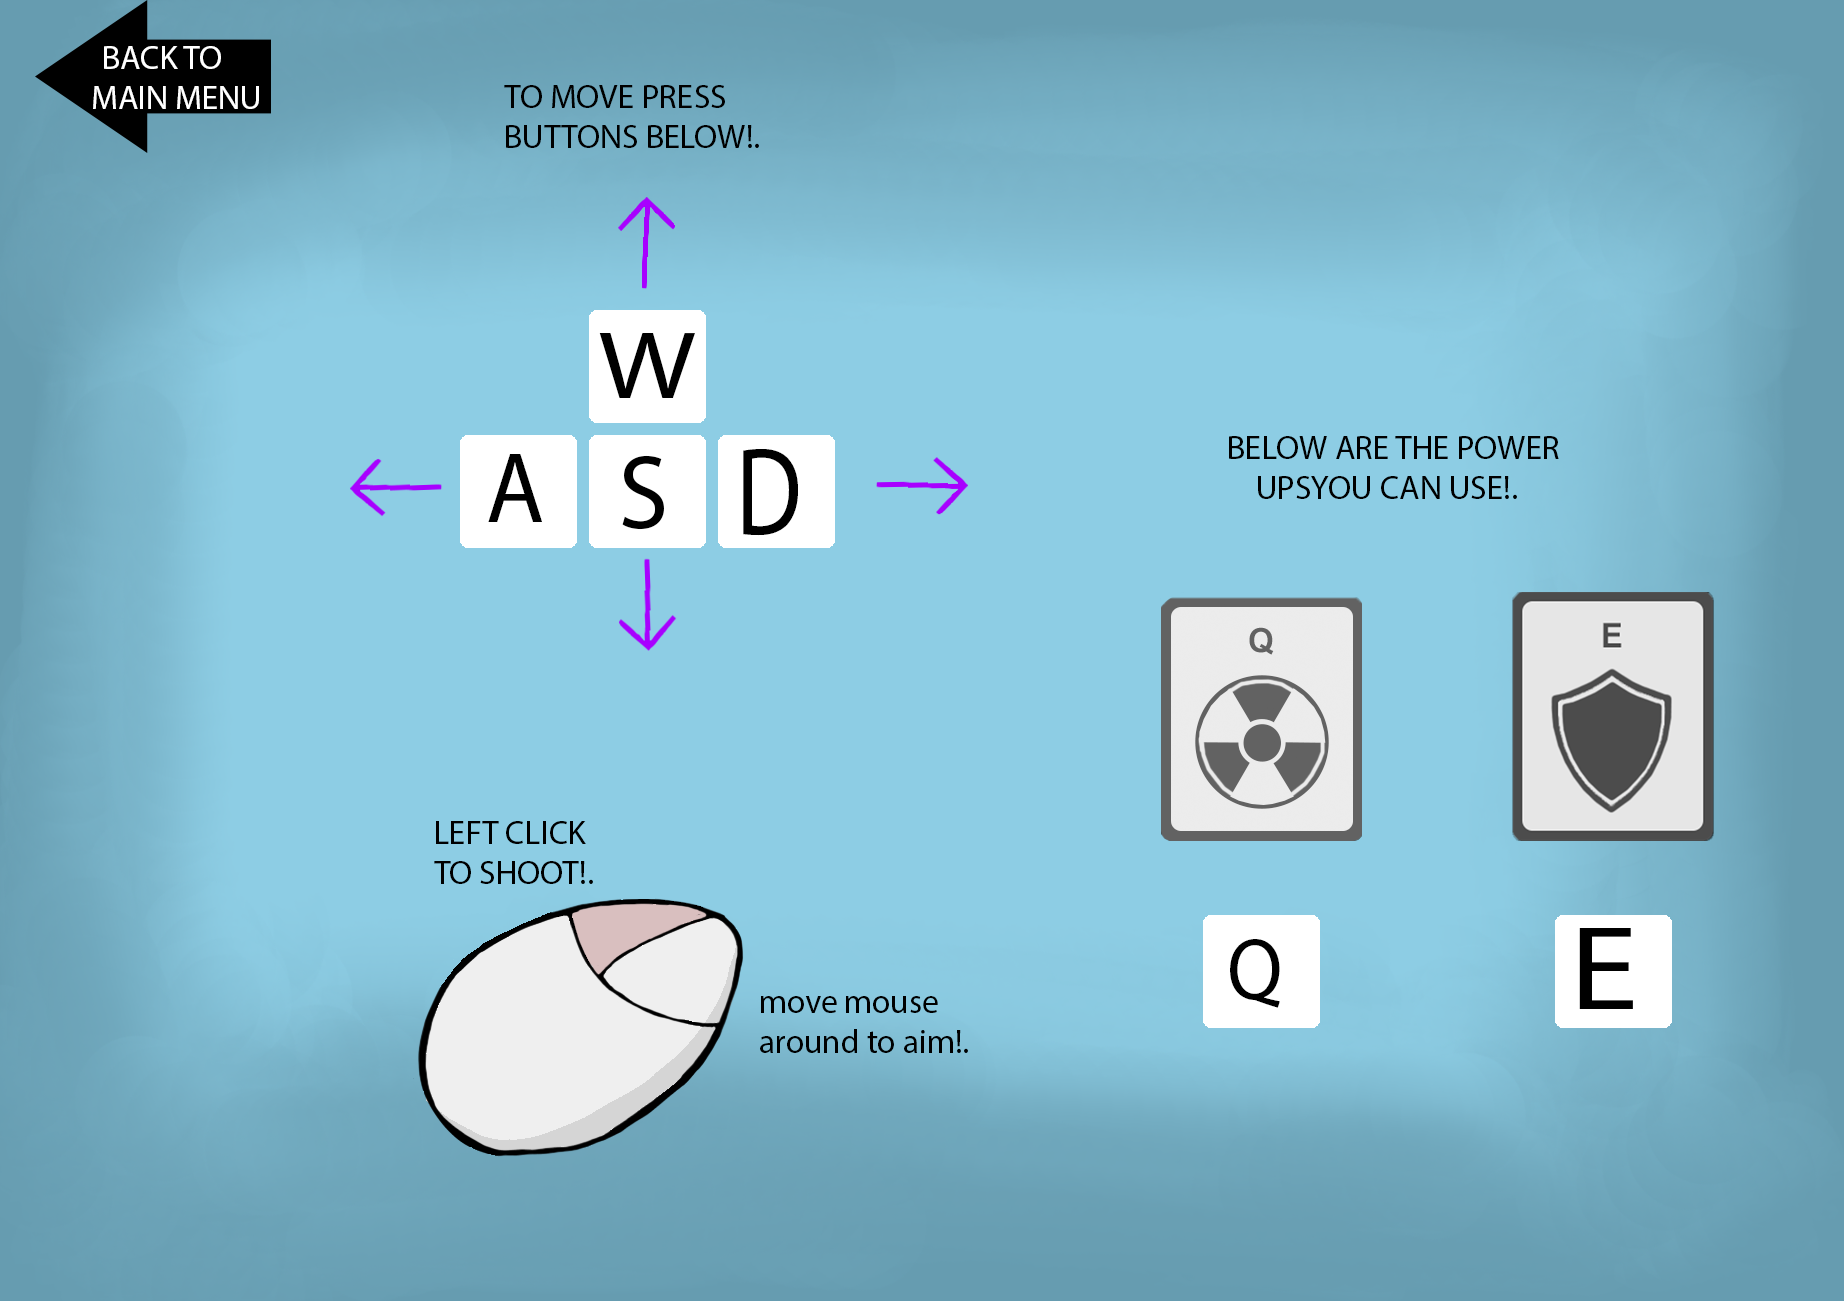 BACK TO
MAIN MENU
TO MOVE PRESS
BUTTONS BELOW!.
W
A S D
BELOW ARE THE POWER
UPSYOU CAN USE!.
Q E
LEFT CLICK
TO SHOOT!.
Q E
move mouse
around to aim!.